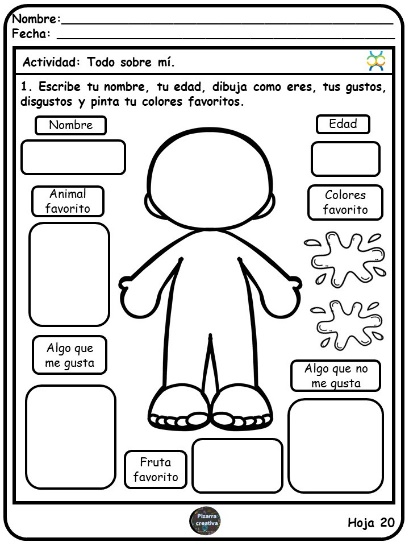 Nombre:
Fecha:
Actividad: Todo sobre mí.
1. Escribe tu nombre, tu edad, dibuja como eres, tus gustos,
disgustos y pinta tu colores favoritos.
Nombre
Edad
Animal
favorito
Colores
favorito
Algo que
me gusta
Algo que no
me gusta
Fruta
favorito
Pizarra
creativa
Hoja 20